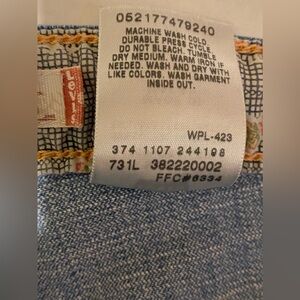 052177479240
MACHINE WASH COLD
DURABLE PRESS CYCLE
DO NOT BLEACH. TUMBLE
DRY MEDIUM. WARM IRON IF
NEEDED. WASH AND DRY WITH
LIKE COLORS. WASH GARMENT
INSIDE OUT.
WPL-423
374 1107 244198
731L 382220002
FFC#6334